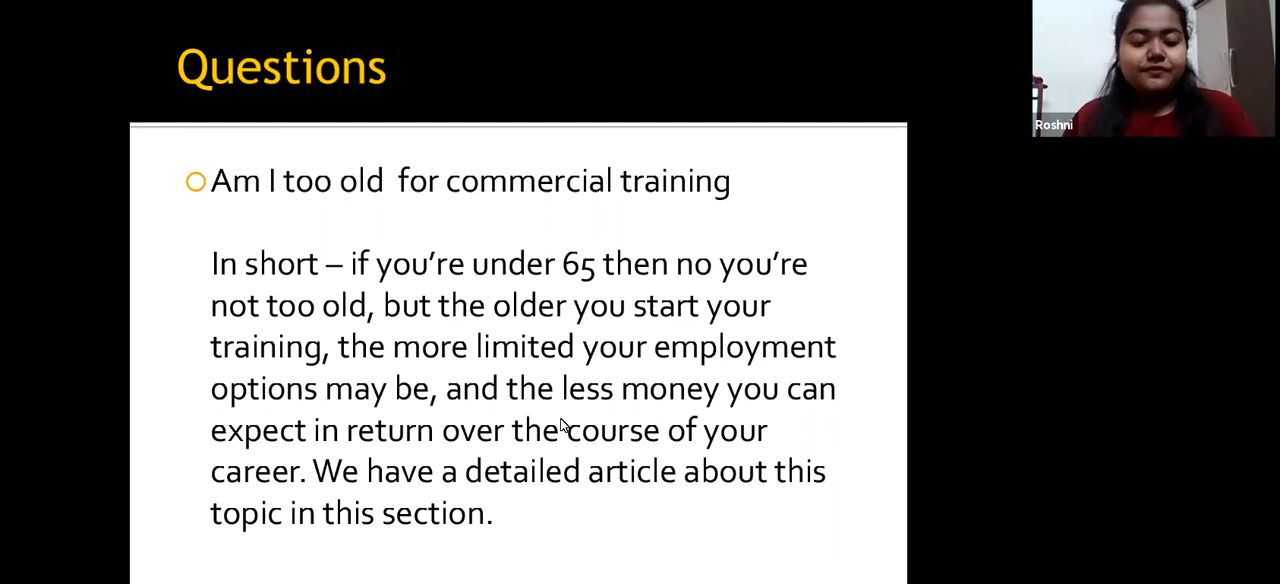 Questions
Roshni
Am I too old for commercial training
In short – if you're under 65 then no you're
not too old, but the older you start your
training, the more limited your employment
options may be, and the less money you can
expect in return over the course of your
career. We have a detailed article about this
topic in this section.